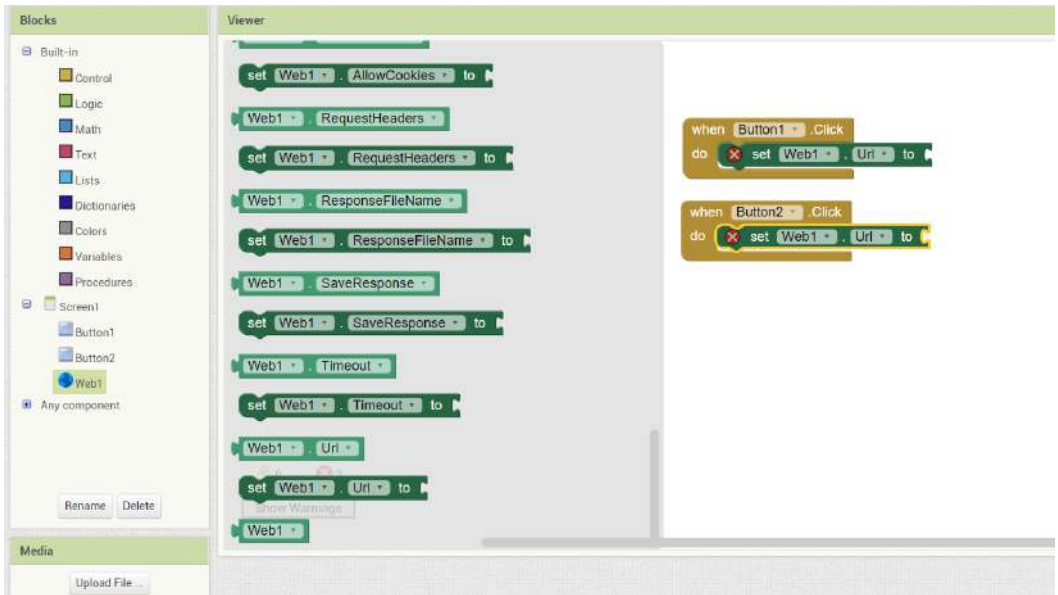 Blocks
Built-in
Control
Logic
Math
Text
Lists
Dictionaries
Colors
Variables
Procedures
Screen1
Button1
Button2
Web1
Any component
Rename Delete
Media
Upload File ...
Viewer
set Web1 . AllowCookies to
Web1 . RequestHeaders
set Web1 . RequestHeaders to
Web1 . ResponseFileName
set Web1 . ResponseFileName to
Web1 . SaveResponse
set Web1 . SaveResponse to
Web1 . Timeout
set Web1 . Timeout to
Web1 . Url
set Web1 . Url to
Show Warnings
Web1
when Button1 .Click
do set Web1 . Url to
when Button2 .Click
do set Web1 . Url to